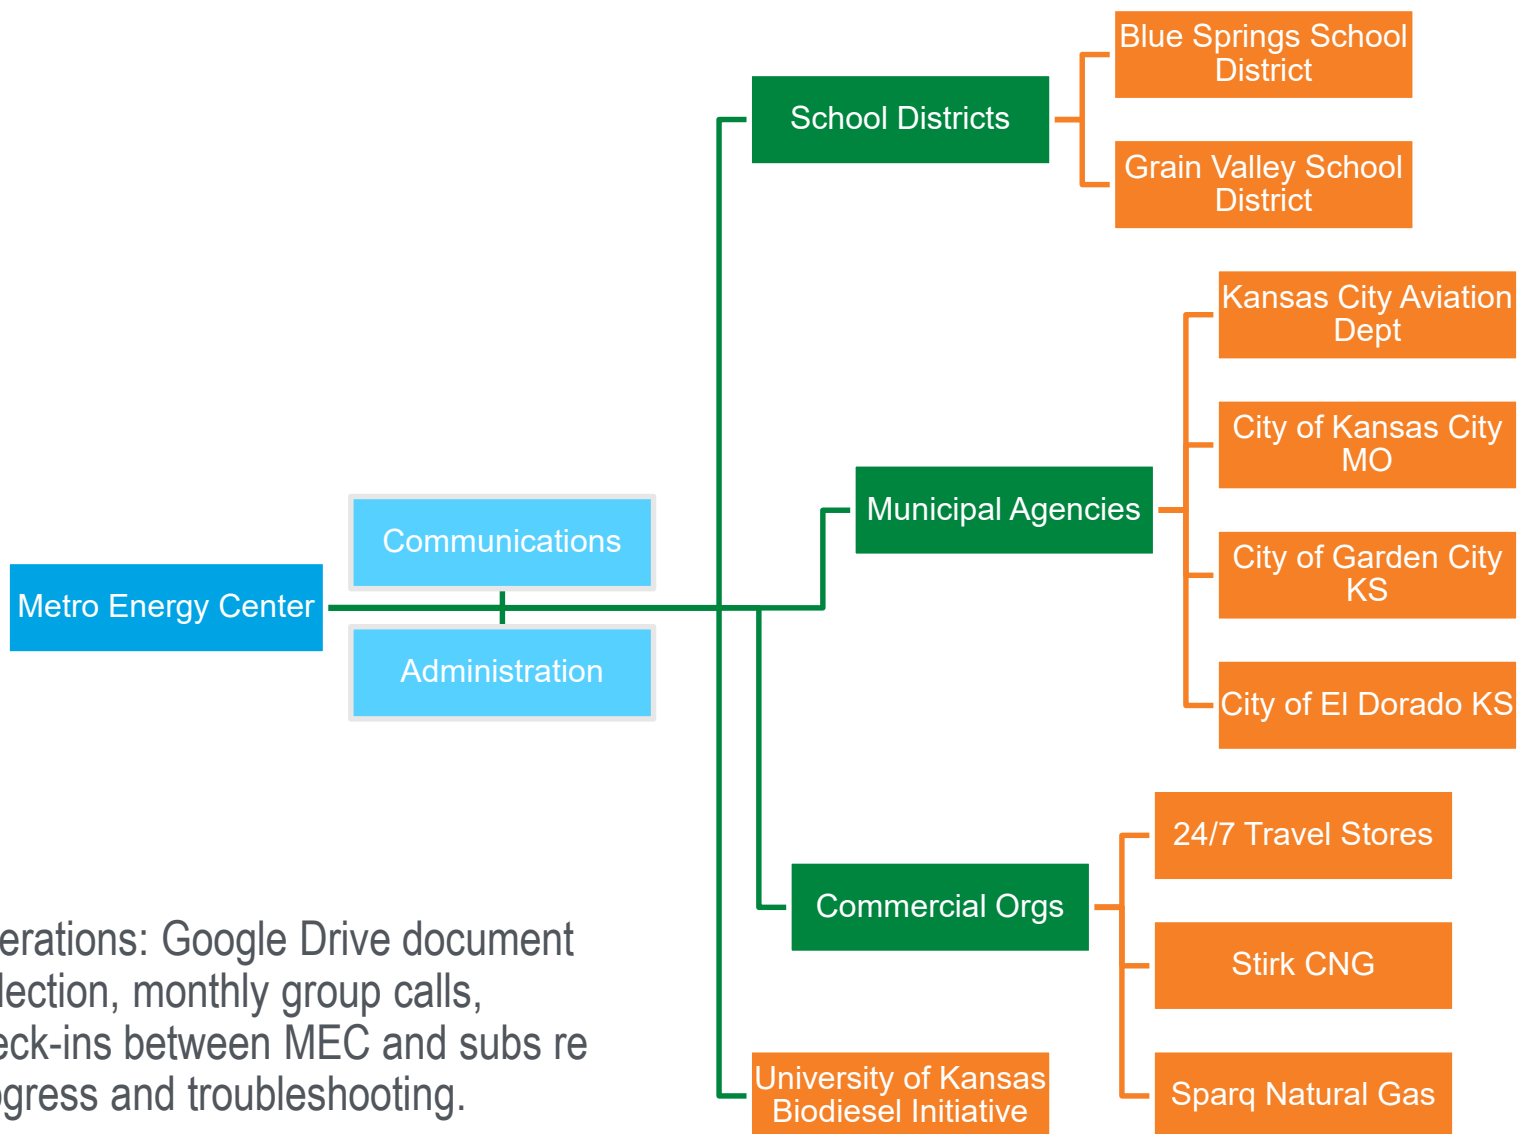 Blue Springs School
District
School Districts
Grain Valley School
District
Kansas City Aviation
Dept
City of Kansas City
MO
Municipal Agencies
City of Garden City
KS
City of El Dorado KS
Communications
Metro Energy Center
Administration
24/7 Travel Stores
Commercial Orgs
Stirk CNG
Sparq Natural Gas
University of Kansas
Biodiesel Initiative
erations: Google Drive document
lection, monthly group calls,
eck-ins between MEC and subs re
ogress and troubleshooting.